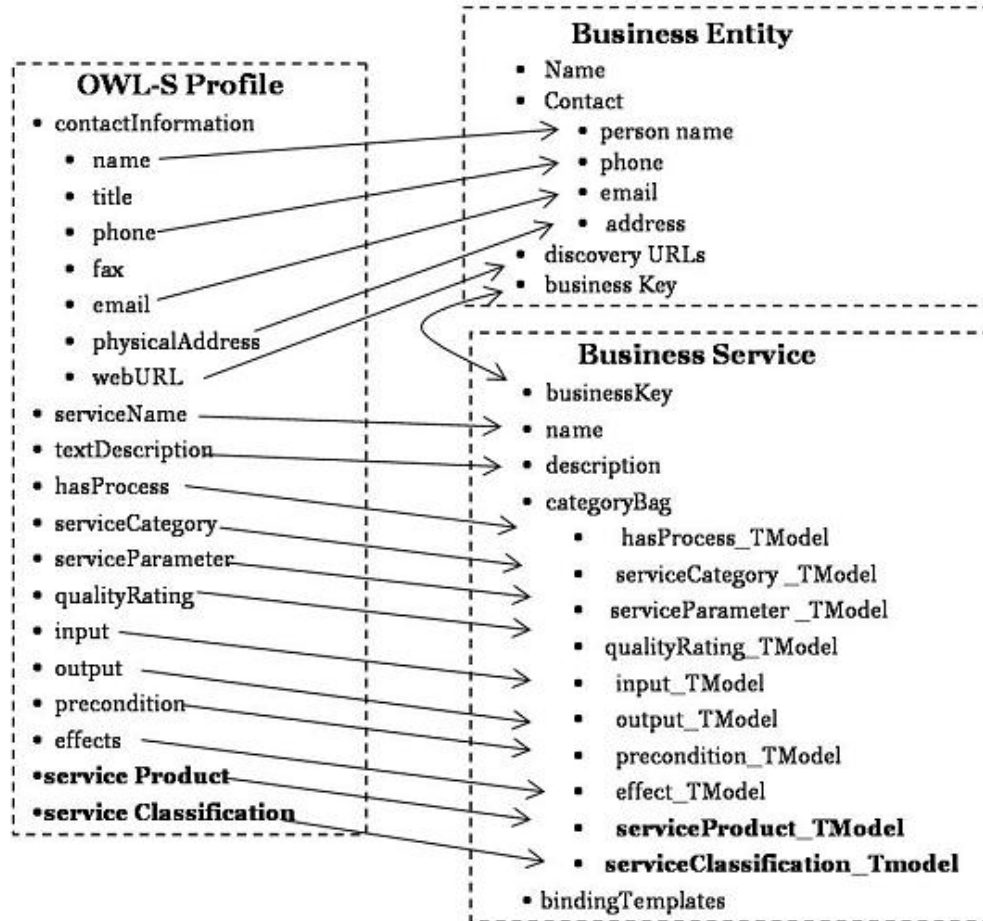 OWL-S Profile
• contactInformation
• name
• title
• phone
• fax
• email
• physicalAddress
• webURL
• serviceName
• textDescription
• hasProcess
• serviceCategory
• serviceParameter
• qualityRating
• input
• output
• precondition
• effects
•service Product
•service Classification
Business Entity
▪ Name
▪ Contact
▪ person name
▪ phone
▪ email
▪ address
▪ discovery URLs
▪ business Key
Business Service
▪ businessKey
▪ name
▪ description
▪ categoryBag
▪ hasProcess_TModel
▪ serviceCategory _TModel
▪ serviceParameter _TModel
▪ qualityRating_TModel
▪ input_TModel
▪ output_TModel
▪ precondition_TModel
▪ effect_TModel
▪ serviceProduct_TModel
▪ serviceClassification_Tmodel
▪ bindingTemplates